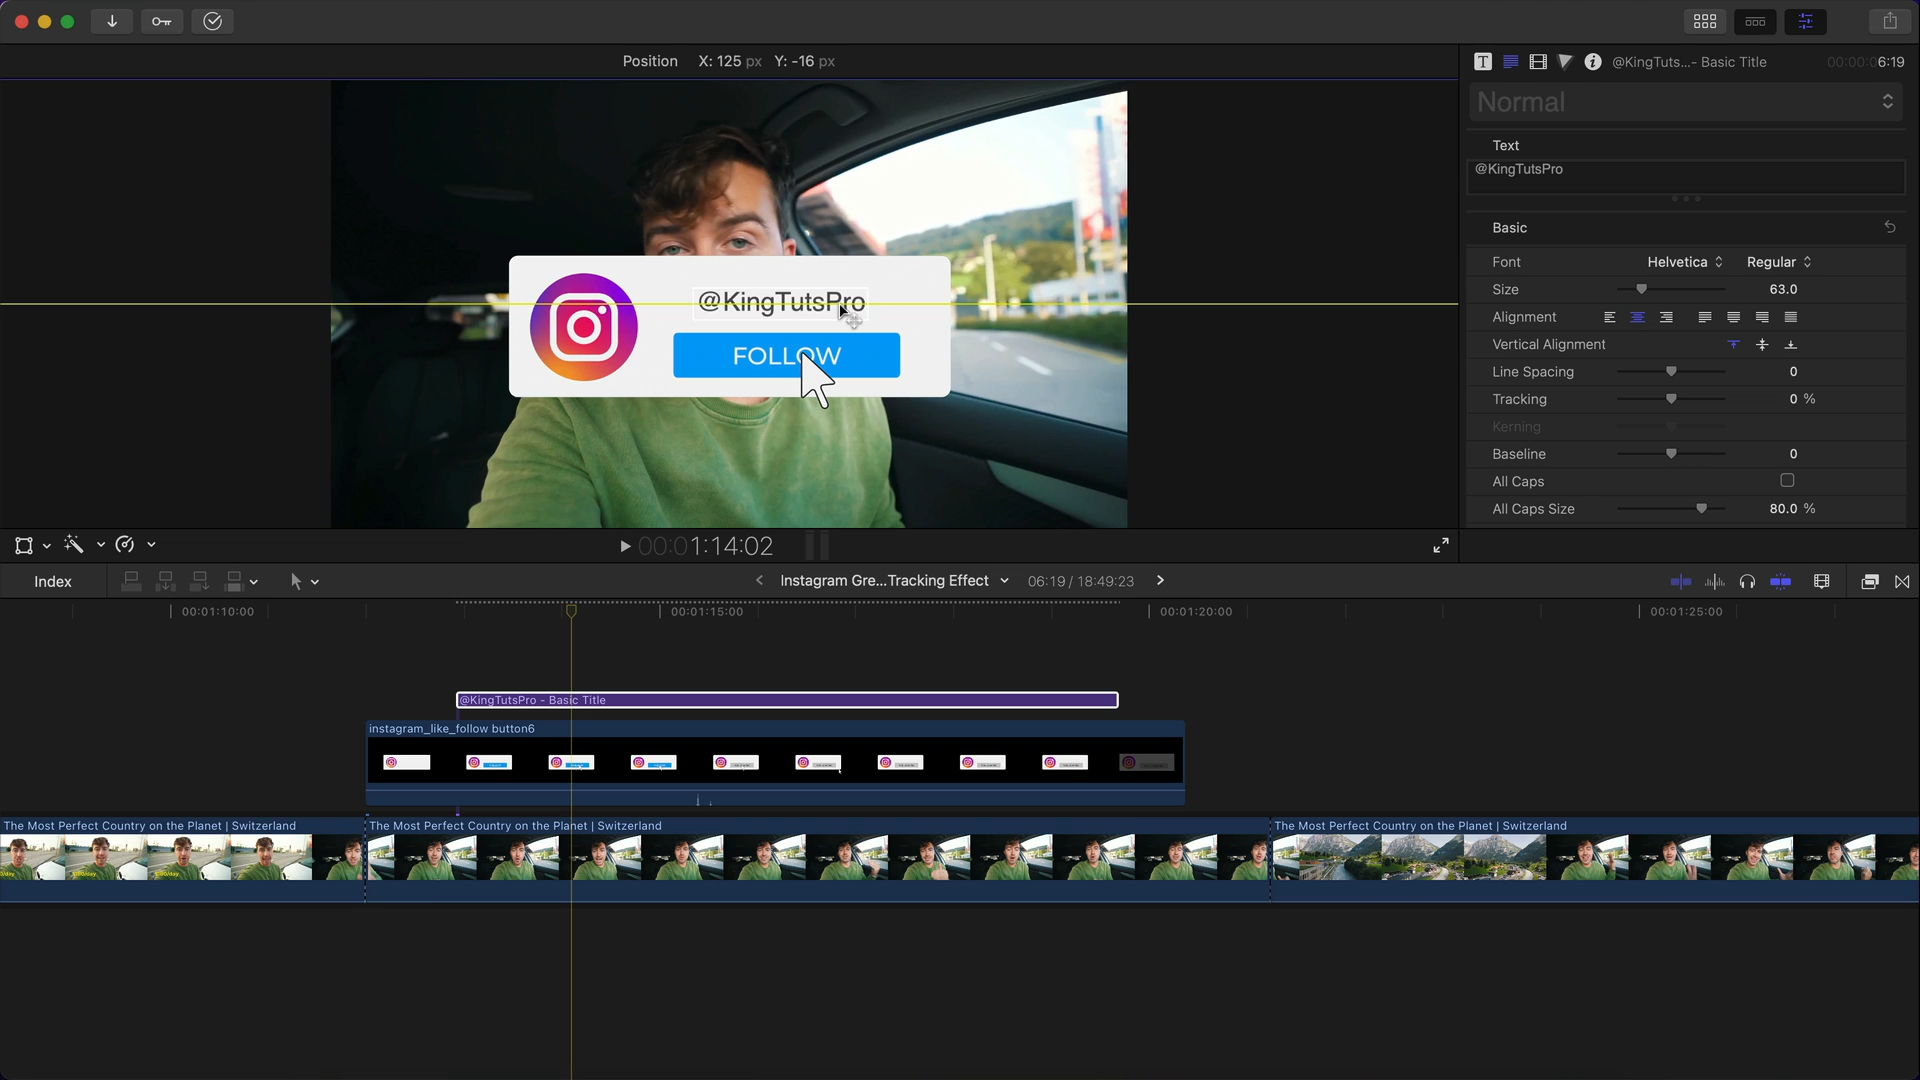 Position X: 125 px Y: -16 px
@KingTuts...- Basic Title 00:00:06:19
Normal
Text
@KingTutsPro
Basic
Font Helvetica Regular
Size 63.0
Alignment
Vertical Alignment
Line Spacing 0
Tracking 0 %
Kerning
Baseline 0
All Caps
All Caps Size 80.0 %
@KingTutsPro
FOLLOW
00:01:14:02
Index
Instagram Gre...Tracking Effect 06:19 / 18:49:23
00:01:10:00 00:01:15:00 00:01:20:00 00:01:25:00
@KingTutsPro - Basic Title
instagram_like_follow button6
The Most Perfect Country on the Planet | Switzerland The Most Perfect Country on the Planet | Switzerland The Most Perfect Country on the Planet | Switzerland